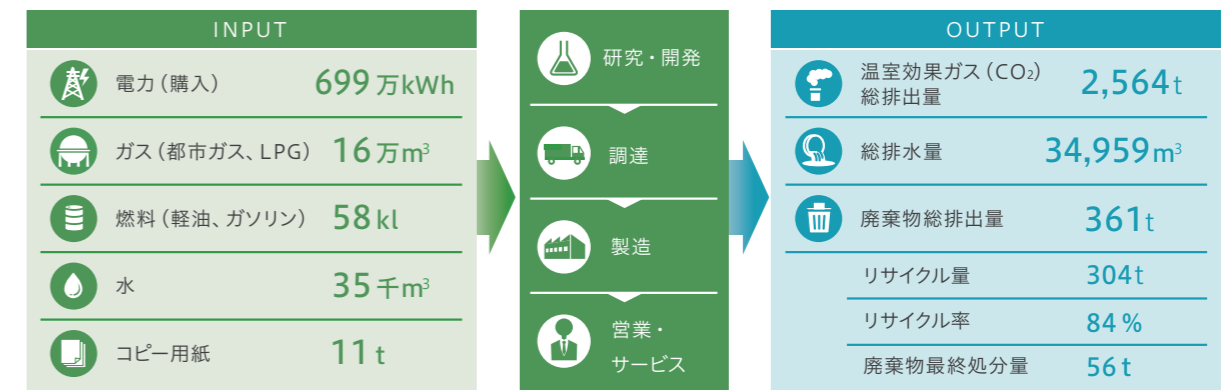 INPUT
電力（購入） 699万kWh
ガス（都市ガス、LPG） 16万m³
燃料（軽油、ガソリン） 58kl
水 35千m³
コピー用紙 11t
研究・開発
調達
製造
営業・
サービス
OUTPUT
温室効果ガス（CO₂）
総排出量 2,564t
総排水量 34,959m³
廃棄物総排出量 361t
リサイクル量 304t
リサイクル率 84%
廃棄物最終処分量 56t